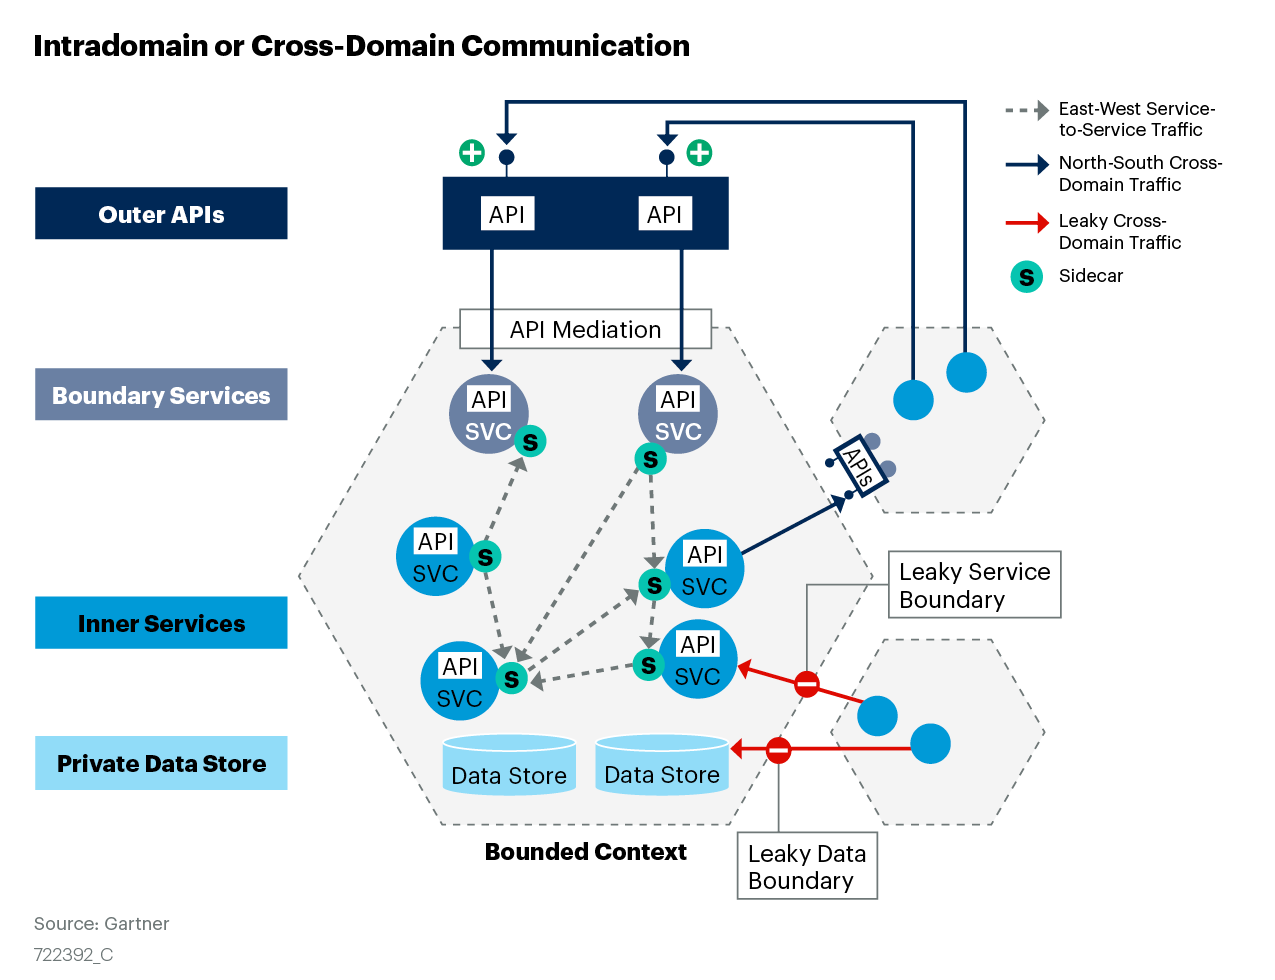 Intradomain or Cross-Domain Communication
East-West Service-
to-Service Traffic
North-South Cross-
Domain Traffic
Leaky Cross-
Domain Traffic
S
Sidecar
Outer APIs
API
API
API Mediation
Boundary Services
API
SVC
S
API
SVC
S
APIs
API
SVC
S
API
SVC
S
Leaky Service
Boundary
Inner Services
API
SVC
S
API
SVC
S
Private Data Store
Data Store
Data Store
Bounded Context
Leaky Data
Boundary
Source: Gartner
722392_C